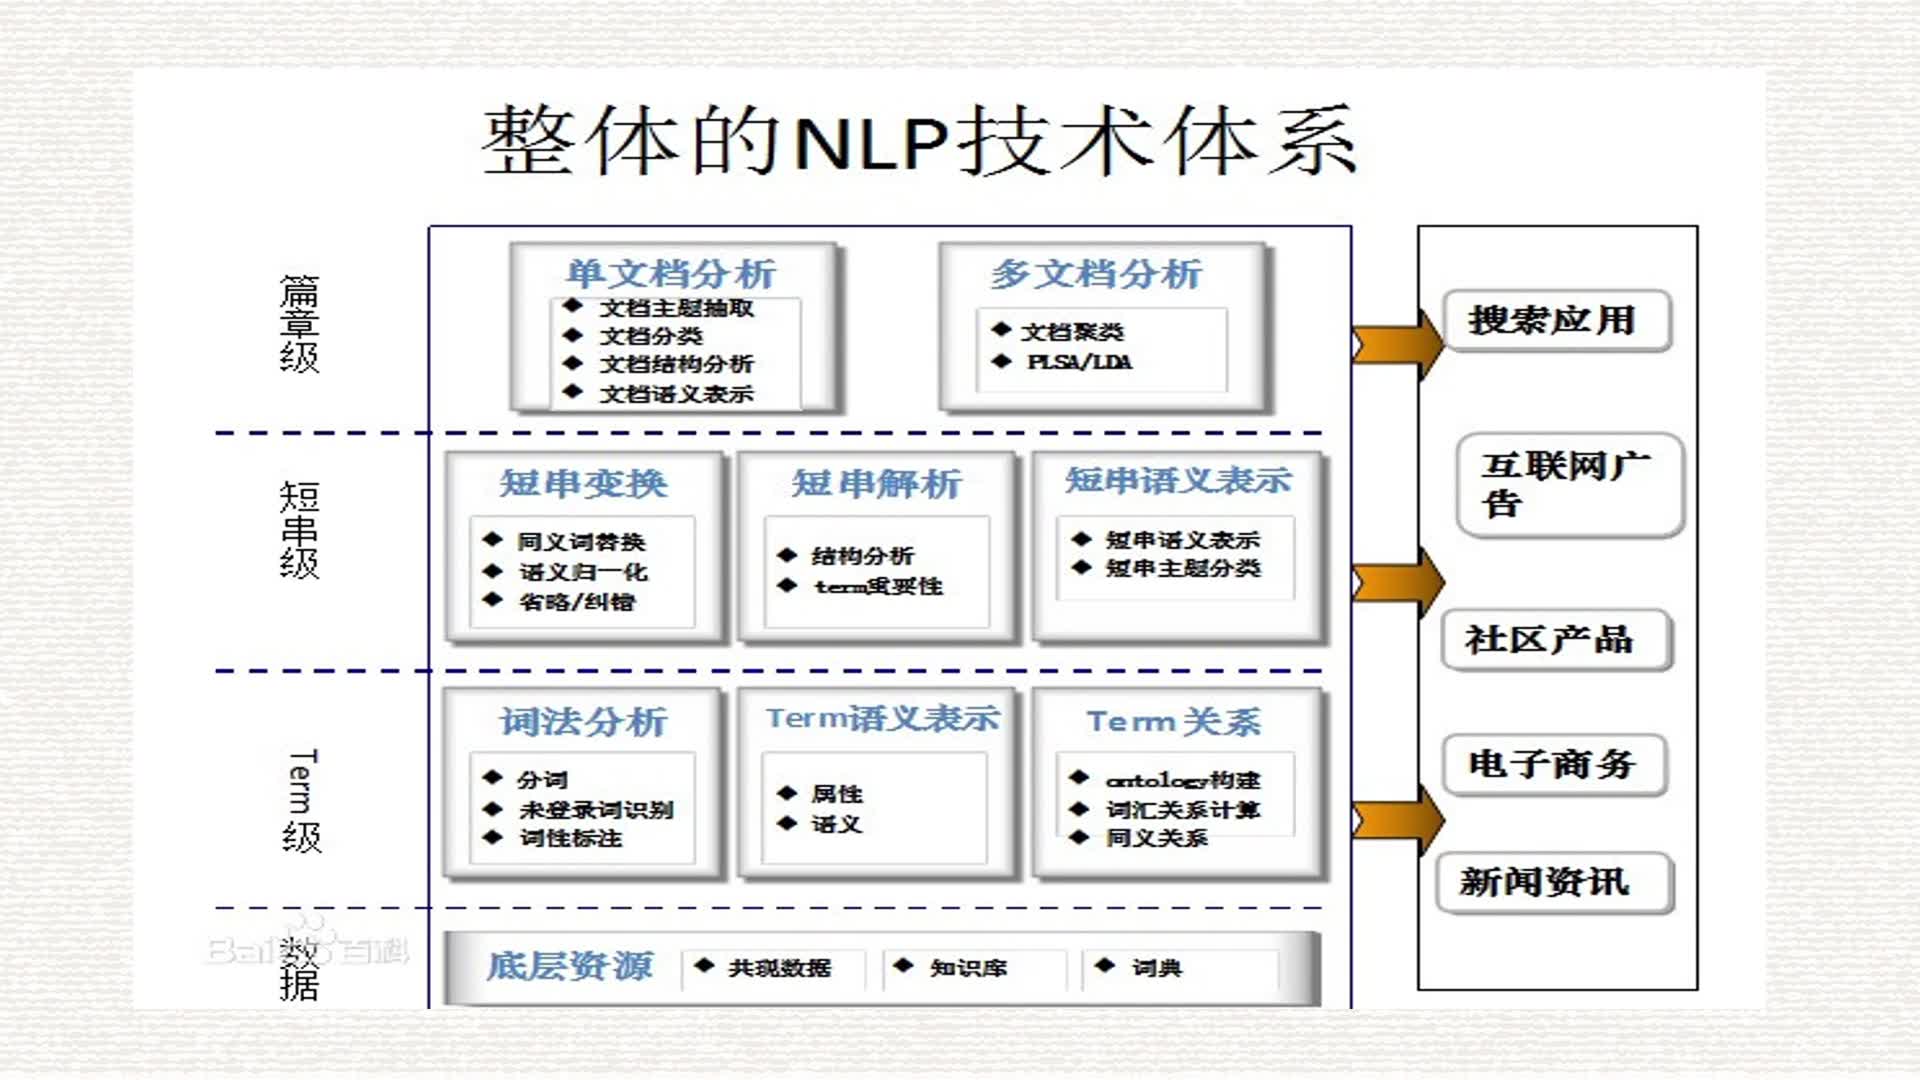 整体的NLP技术体系
篇章级
单文档分析
文档主题抽取
文档分类
文档结构分析
文档语义表示
多文档分析
文档聚类
PLSA/LDA
短串级
短串变换
同义词替换
语义归一化
省略/纠错
短串解析
结构分析
term重要性
短串语义表示
短串语义表示
短串主题分类
Term级
词法分析
分词
未登录词识别
词性标注
Term语义表示
属性
语义
Term 关系
ontology构建
词汇关系计算
同义关系
数据
底层资源
共现数据
知识库
词典
搜索应用
互联网广
告
社区产品
电子商务
新闻资讯
Baidu百科